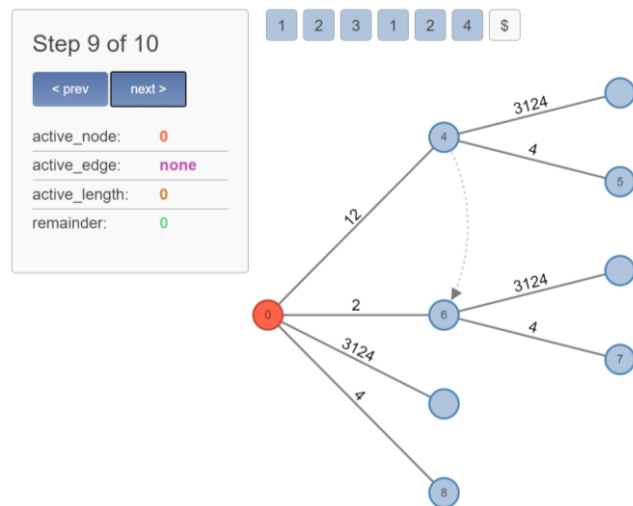 1 2 3 1 2 4 $
Step 9 of 10
< prev next >
active_node: 0
active_edge: none
active_length: 0
remainder: 0
3124
4
4
5
12
3124
2
0
6
4
7
3124
4
8